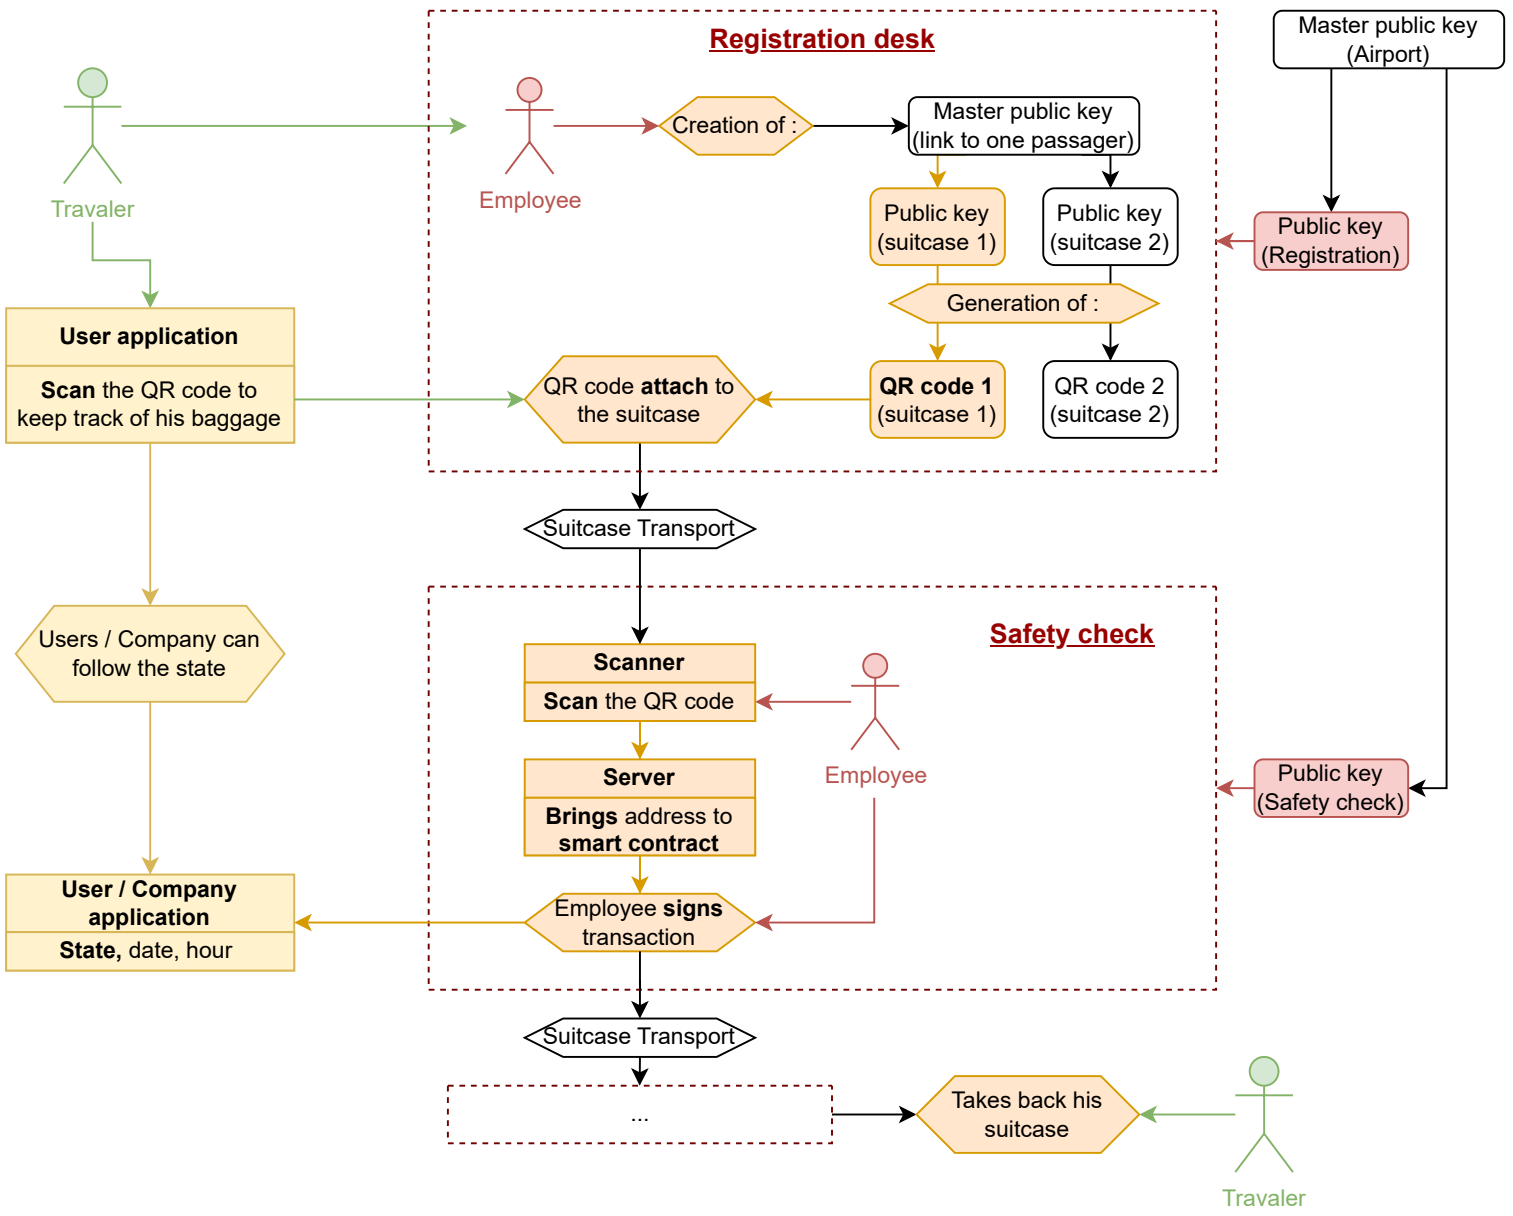 Registration desk
Master public key
(Airport)
Travaler
Employee
Creation of :
Master public key
(link to one passager)
Public key
(suitcase 1)
Public key
(suitcase 2)
Public key
(Registration)
Generation of :
User application
Scan the QR code to
keep track of his baggage
QR code attach to
the suitcase
QR code 1
(suitcase 1)
QR code 2
(suitcase 2)
Suitcase Transport
Users / Company can
follow the state
Safety check
Scanner
Scan the QR code
Employee
Server
Brings address to
smart contract
Public key
(Safety check)
User / Company
application
State, date, hour
Employee signs
transaction
Suitcase Transport
...
Takes back his
suitcase
Travaler